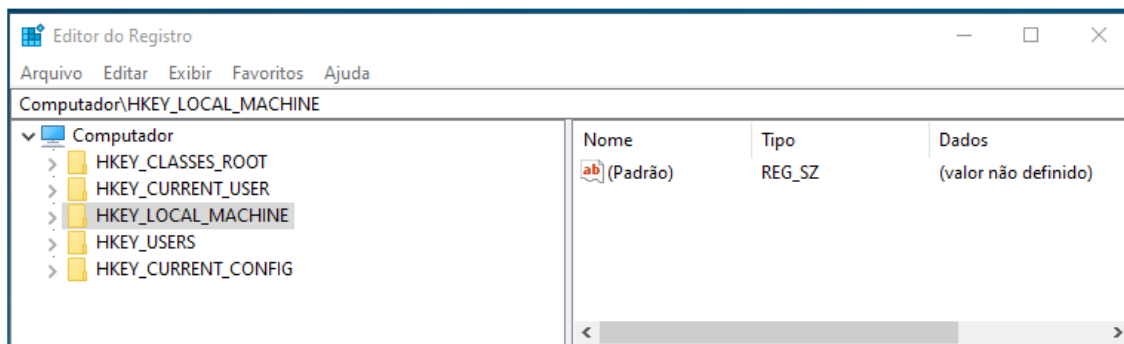 Editor do Registro
Arquivo Editar Exibir Favoritos Ajuda
Computador\HKEY_LOCAL_MACHINE
Computador
HKEY_CLASSES_ROOT
HKEY_CURRENT_USER
HKEY_LOCAL_MACHINE
HKEY_USERS
HKEY_CURRENT_CONFIG
Nome Tipo Dados
ab (Padrão) REG_SZ (valor não definido)